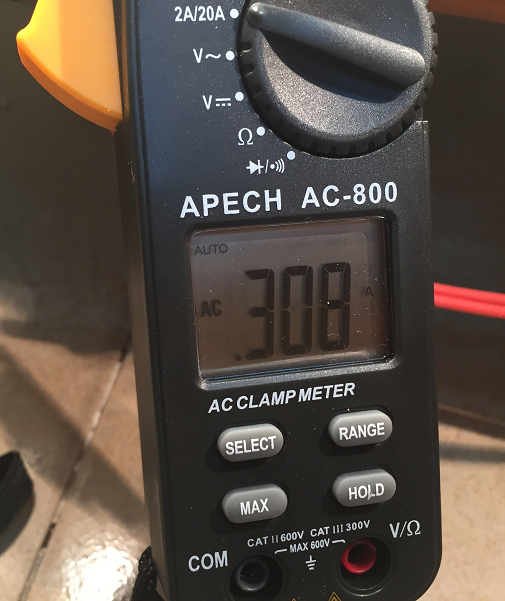 2A/20A
V~
V⎓
Ω
APECH AC-800
AUTO
AC .308 A
AC CLAMP METER
SELECT RANGE
MAX HOLD
CAT II 600V CAT III 300V
MAX 600V
COM V/Ω